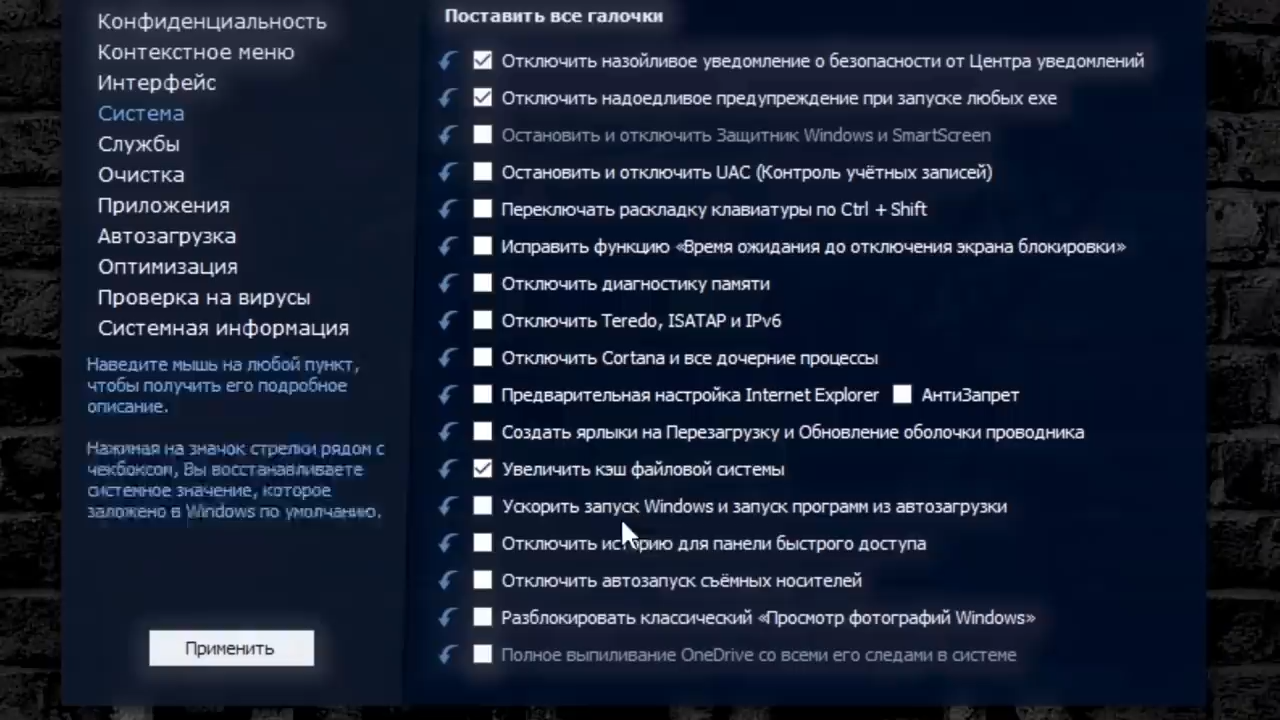 Конфиденциальность
Контекстное меню
Интерфейс
Система
Службы
Очистка
Приложения
Автозагрузка
Оптимизация
Проверка на вирусы
Системная информация
Наведите мышь на любой пункт,
чтобы получить его подробное
описание.
Нажимая на значок стрелки рядом с
чекбоксом, Вы восстанавливаете
системное значение, которое
заложено в Windows по умолчанию.
Применить
Поставить все галочки
Отключить назойливое уведомление о безопасности от Центра уведомлений
Отключить надоедливое предупреждение при запуске любых exe
Остановить и отключить Защитник Windows и SmartScreen
Остановить и отключить UAC (Контроль учётных записей)
Переключать раскладку клавиатуры по Ctrl + Shift
Исправить функцию «Время ожидания до отключения экрана блокировки»
Отключить диагностику памяти
Отключить Teredo, ISATAP и IPv6
Отключить Cortana и все дочерние процессы
Предварительная настройка Internet Explorer АнтиЗапрет
Создать ярлыки на Перезагрузку и Обновление оболочки проводника
Увеличить кэш файловой системы
Ускорить запуск Windows и запуск программ из автозагрузки
Отключить историю для панели быстрого доступа
Отключить автозапуск съёмных носителей
Разблокировать классический «Просмотр фотографий Windows»
Полное выпиливание OneDrive со всеми его следами в системе